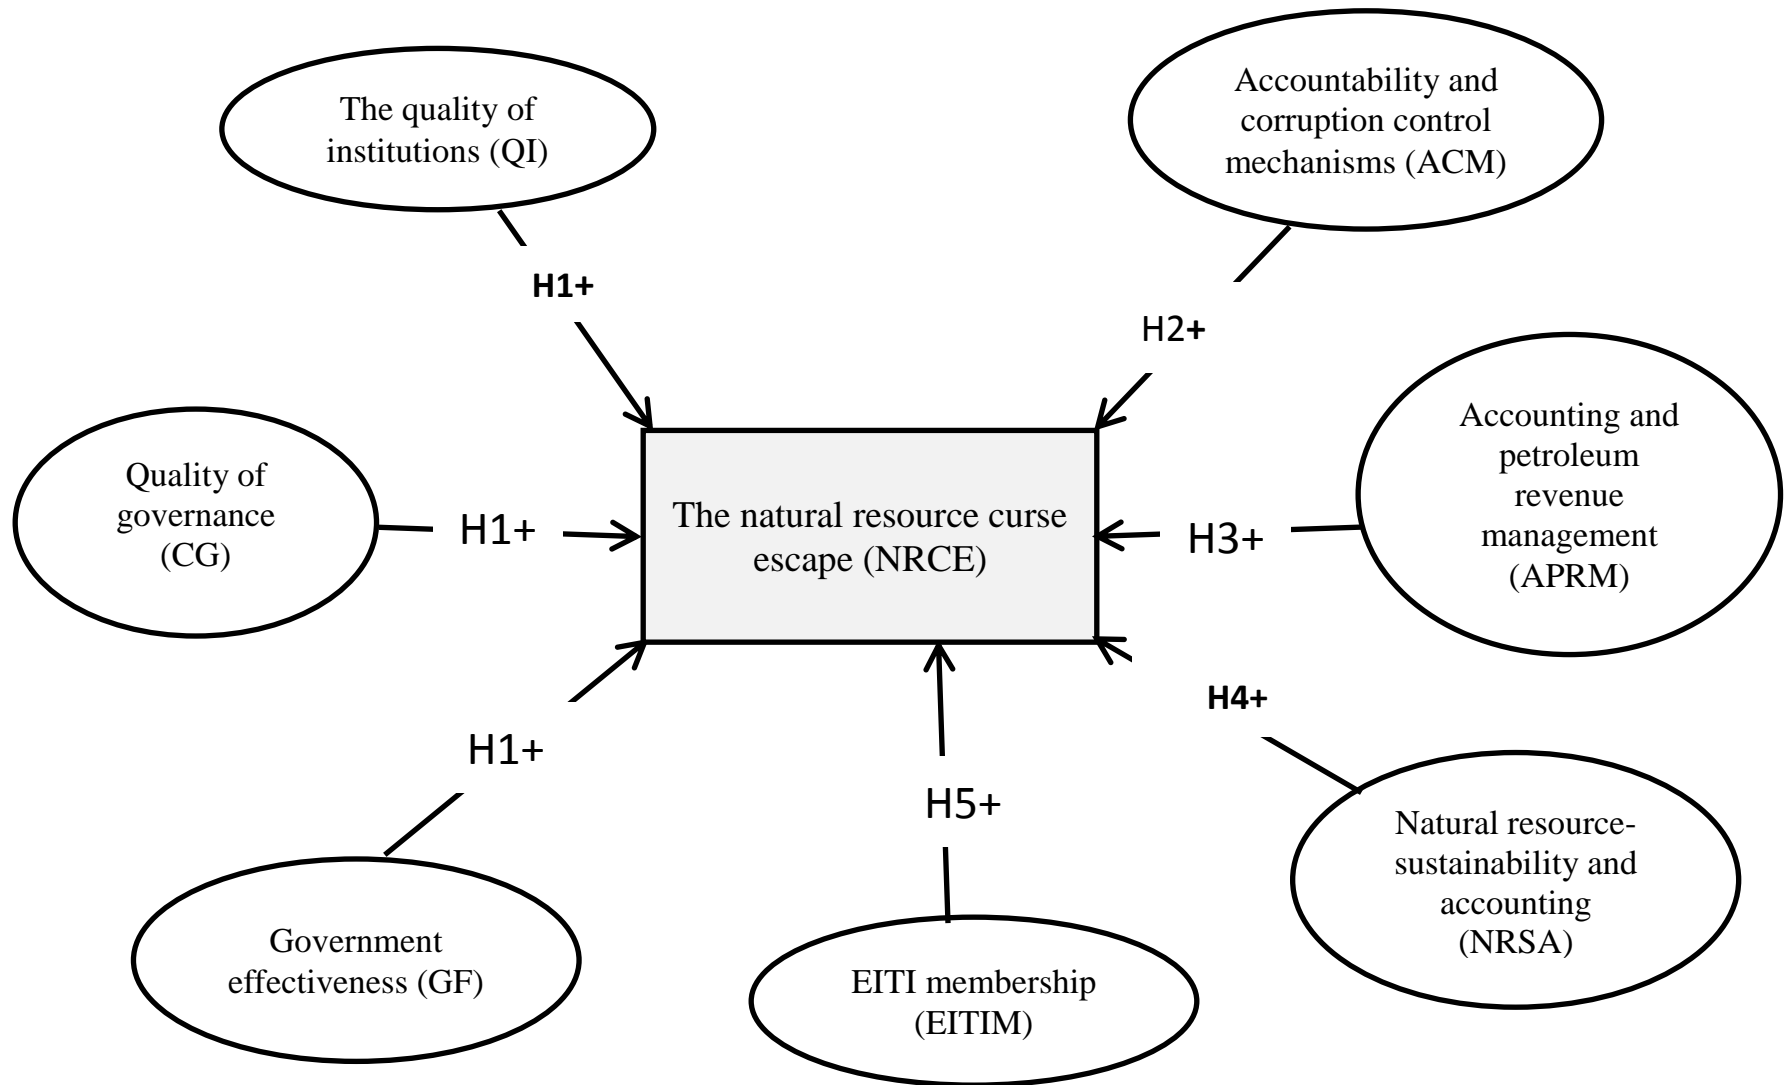 The quality of
institutions (QI)
Accountability and
corruption control
mechanisms (ACM)
H1+
H2+
Quality of
governance
(CG)
H1+
The natural resource curse
escape (NRCE)
H3+
Accounting and
petroleum
revenue
management
(APRM)
H1+
H5+
H4+
Government
effectiveness (GF)
EITI membership
(EITIM)
Natural resource-
sustainability and
accounting
(NRSA)